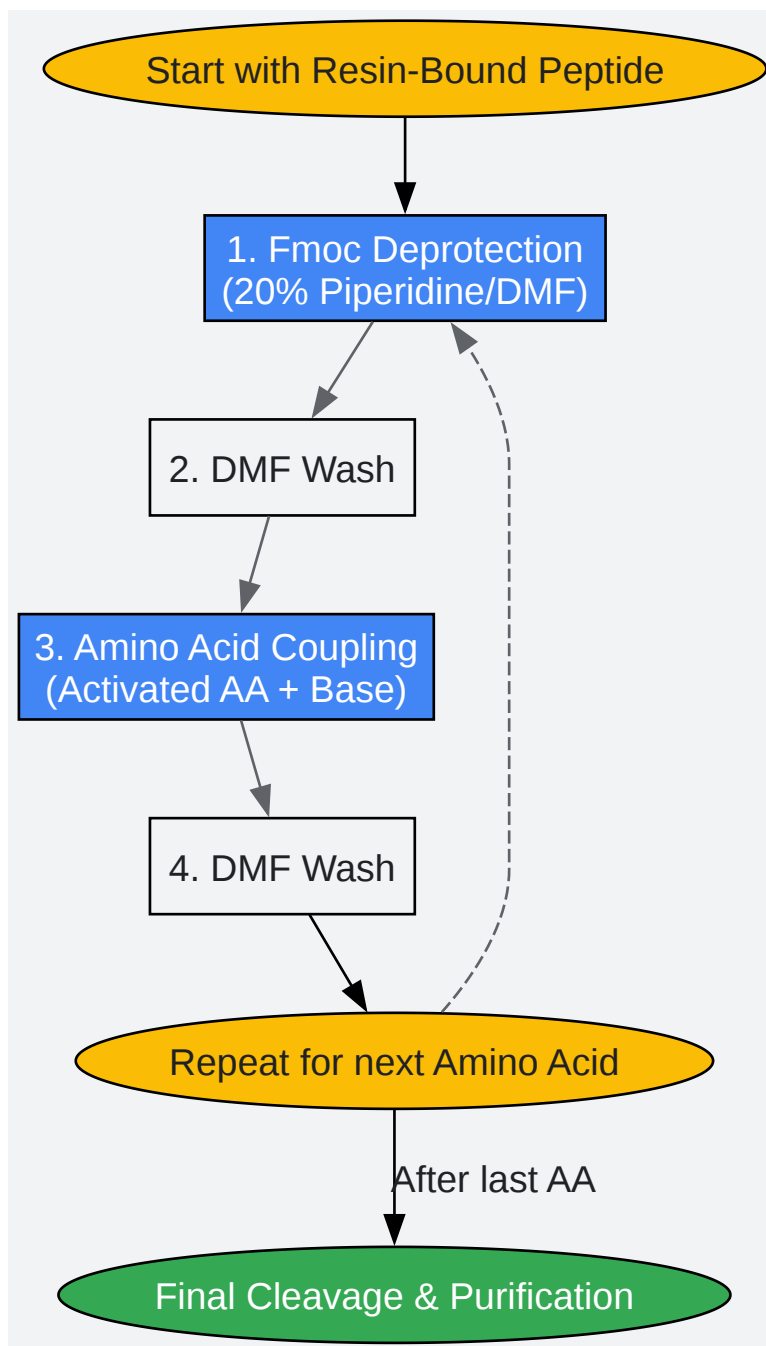 Start with Resin-Bound Peptide
1. Fmoc Deprotection
(20% Piperidine/DMF)
2. DMF Wash
3. Amino Acid Coupling
(Activated AA + Base)
4. DMF Wash
Repeat for next Amino Acid
After last AA
Final Cleavage & Purification